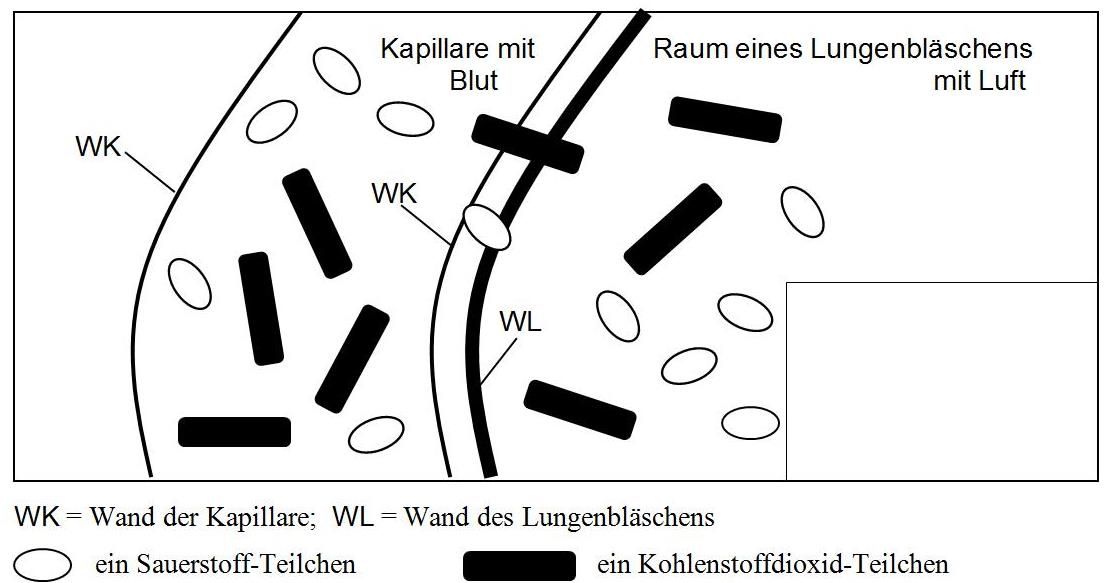 Kapillare mit
Blut
Raum eines Lungenbläschens
mit Luft
WK
WK
WL
WK = Wand der Kapillare; WL = Wand des Lungenbläschens
ein Sauerstoff-Teilchen
ein Kohlenstoffdioxid-Teilchen